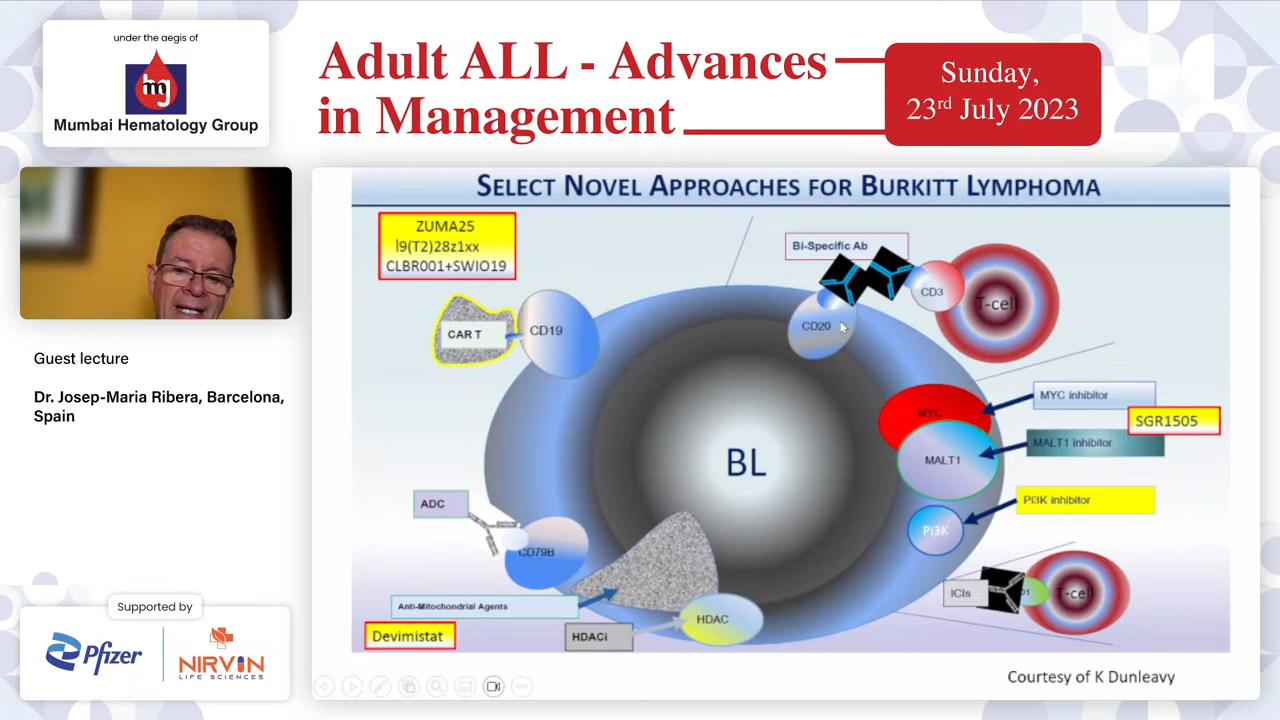 under the aegis of
Mumbai Hematology Group
Adult ALL - Advances
in Management
Sunday,
23rd July 2023
Guest lecture
Dr. Josep-Maria Ribera, Barcelona,
Spain
Supported by
Pfizer
NIRVIN
LIFE SCIENCES
SELECT NOVEL APPROACHES FOR BURKITT LYMPHOMA
ZUMA25
l9(T2)28z1xx
CLBR001+SWIO19
CAR T
CD19
Bi-Specific Ab
CD20
CD3
T-cell
MYC
MYC inhibitor
SGR1505
MALT1
MALT1 inhibitor
BL
PI3K inhibitor
Pi3K
ADC
CD79B
Anti-Mitochondrial Agents
Devimistat
HDACi
HDAC
ICIs
T-cell
Courtesy of K Dunleavy